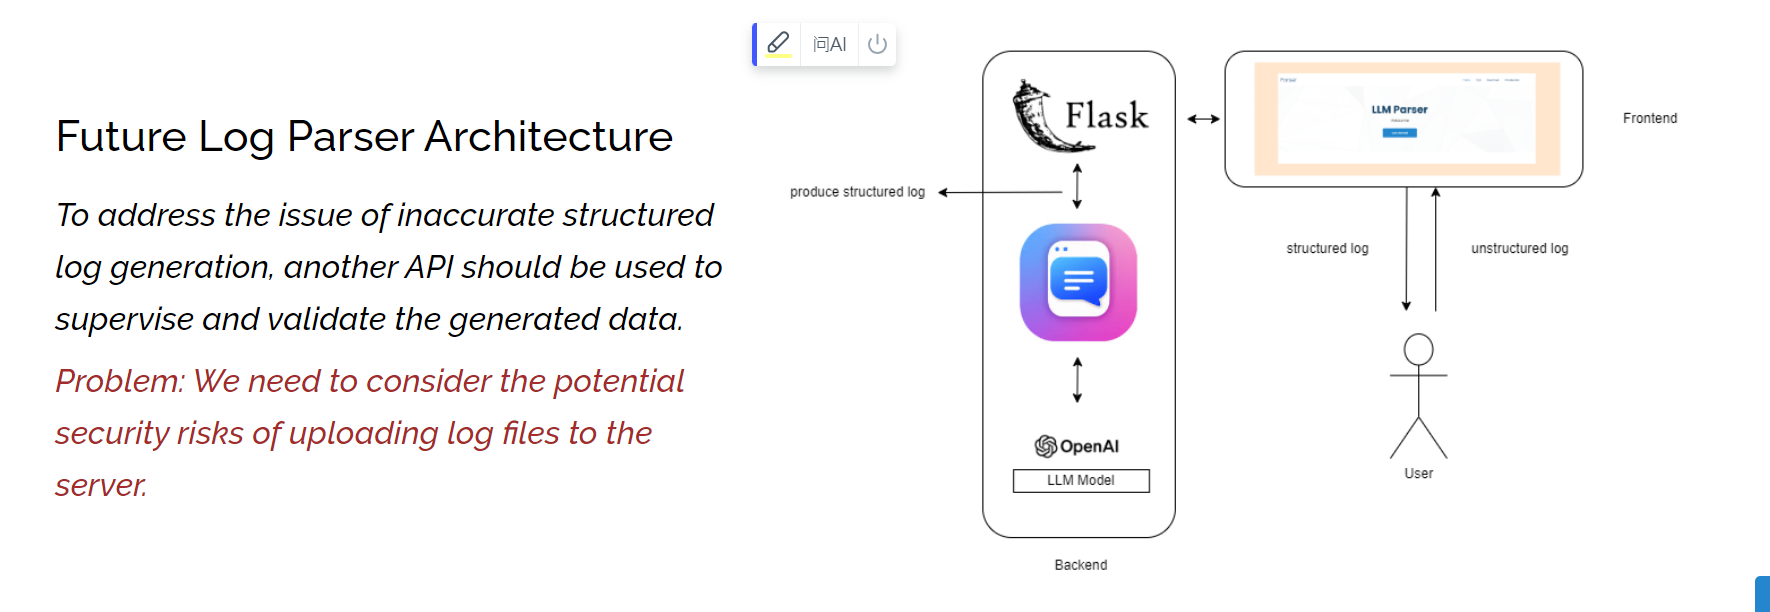 问AI
Future Log Parser Architecture
To address the issue of inaccurate structured
log generation, another API should be used to
supervise and validate the generated data.
Problem: We need to consider the potential
security risks of uploading log files to the
server.
Flask
produce structured log
OpenAI
LLM Model
Backend
Parser
LLM Parser
Welcome
Frontend
structured log
unstructured log
User